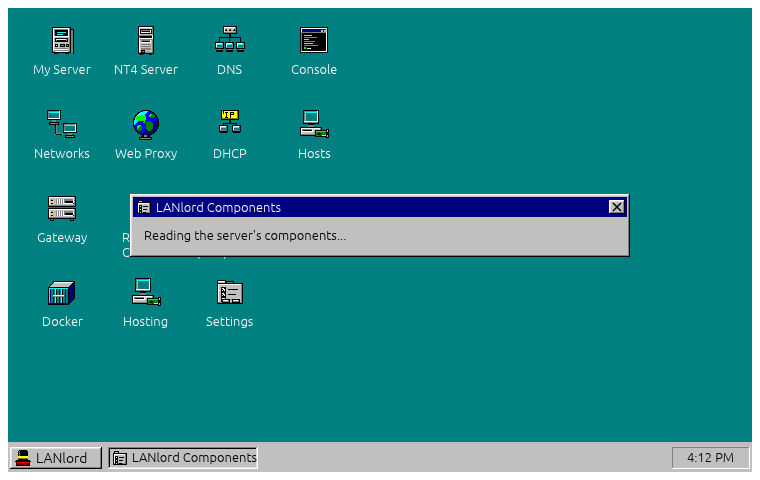 My Server
NT4 Server
DNS
Console
Networks
Web Proxy
DHCP
Hosts
Gateway
LANlord Components
Reading the server's components...
Docker
Hosting
Settings
LANlord
LANlord Components
4:12 PM